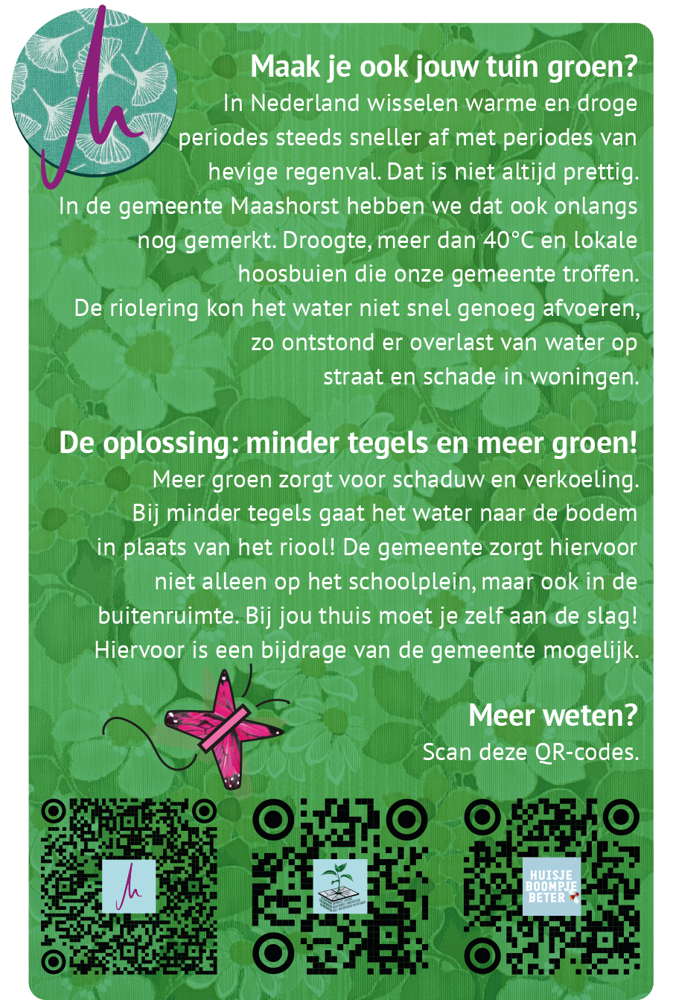 Maak je ook jouw tuin groen?
In Nederland wisselen warme en droge
periodes steeds sneller af met periodes van
hevige regenval. Dat is niet altijd prettig.
In de gemeente Maashorst hebben we dat ook onlangs
nog gemerkt. Droogte, meer dan 40°C en lokale
hoosbuien die onze gemeente troffen.
De riolering kon het water niet snel genoeg afvoeren,
zo ontstond er overlast van water op
straat en schade in woningen.
De oplossing: minder tegels en meer groen!
Meer groen zorgt voor schaduw en verkoeling.
Bij minder tegels gaat het water naar de bodem
in plaats van het riool! De gemeente zorgt hiervoor
niet alleen op het schoolplein, maar ook in de
buitenruimte. Bij jou thuis moet je zelf aan de slag!
Hiervoor is een bijdrage van de gemeente mogelijk.
Meer weten?
Scan deze QR-codes.
HUISJE
BOOMPJE
BETER